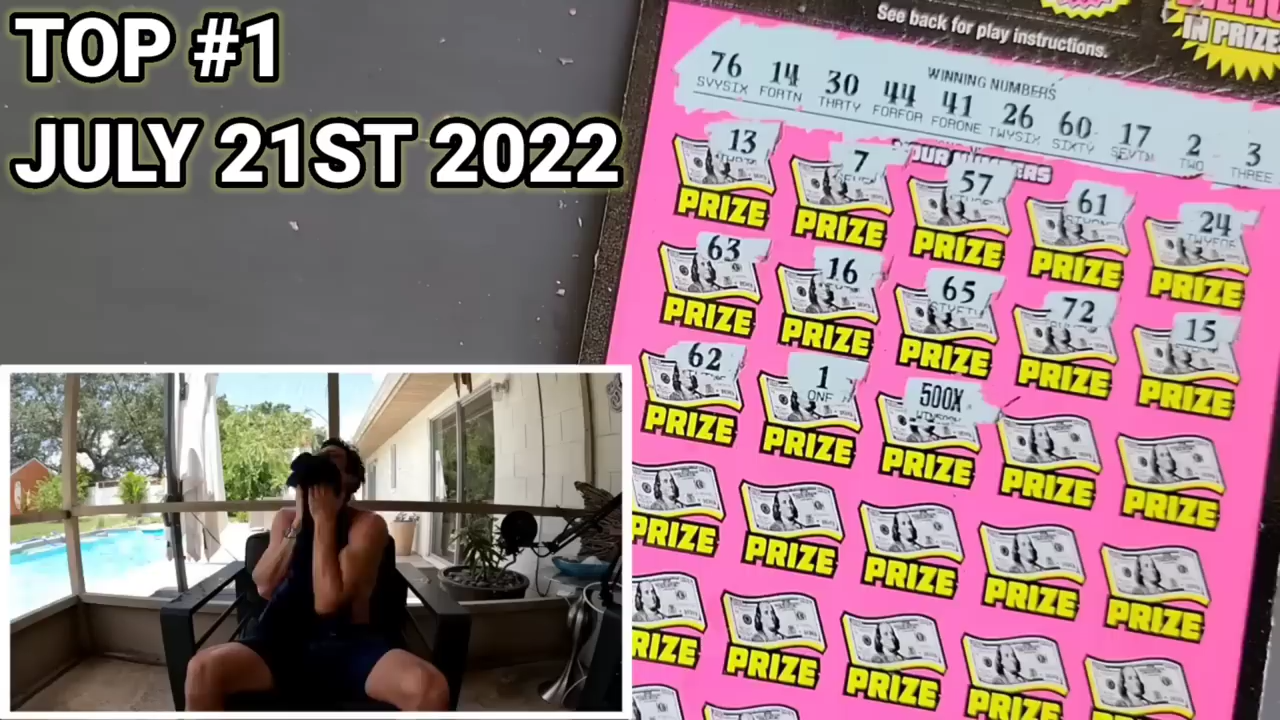 TOP #1
JULY 21ST 2022
See back for play instructions.
IN PRIZE
WINNING NUMBERS
76 14 30 44 41 26 60 17 2 3
SVYSIX FORTN THRTY FORFOR FORONE TWYSIX SIXTY SEVTN TWO THREE
13 7 57 61 24
PRIZE PRIZE PRIZE PRIZE PRIZE
63 16 65 72 15
PRIZE PRIZE PRIZE PRIZE PRIZE
62 1 500X
ONE
PRIZE PRIZE PRIZE PRIZE PRIZE
PRIZE PRIZE PRIZE PRIZE PRIZE
PRIZE PRIZE PRIZE PRIZE